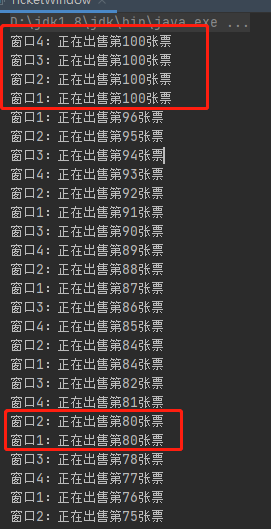 TicketWindow
D:\jdk1.8\jdk\bin\java.exe ...
窗口4：正在出售第100张票
窗口3：正在出售第100张票
窗口2：正在出售第100张票
窗口1：正在出售第100张票
窗口1：正在出售第96张票
窗口2：正在出售第95张票
窗口3：正在出售第94张票
窗口4：正在出售第93张票
窗口2：正在出售第92张票
窗口1：正在出售第91张票
窗口3：正在出售第90张票
窗口4：正在出售第89张票
窗口2：正在出售第88张票
窗口1：正在出售第87张票
窗口3：正在出售第86张票
窗口4：正在出售第85张票
窗口2：正在出售第84张票
窗口1：正在出售第84张票
窗口3：正在出售第82张票
窗口4：正在出售第81张票
窗口2：正在出售第80张票
窗口1：正在出售第80张票
窗口3：正在出售第78张票
窗口4：正在出售第77张票
窗口1：正在出售第76张票
窗口2：正在出售第75张票